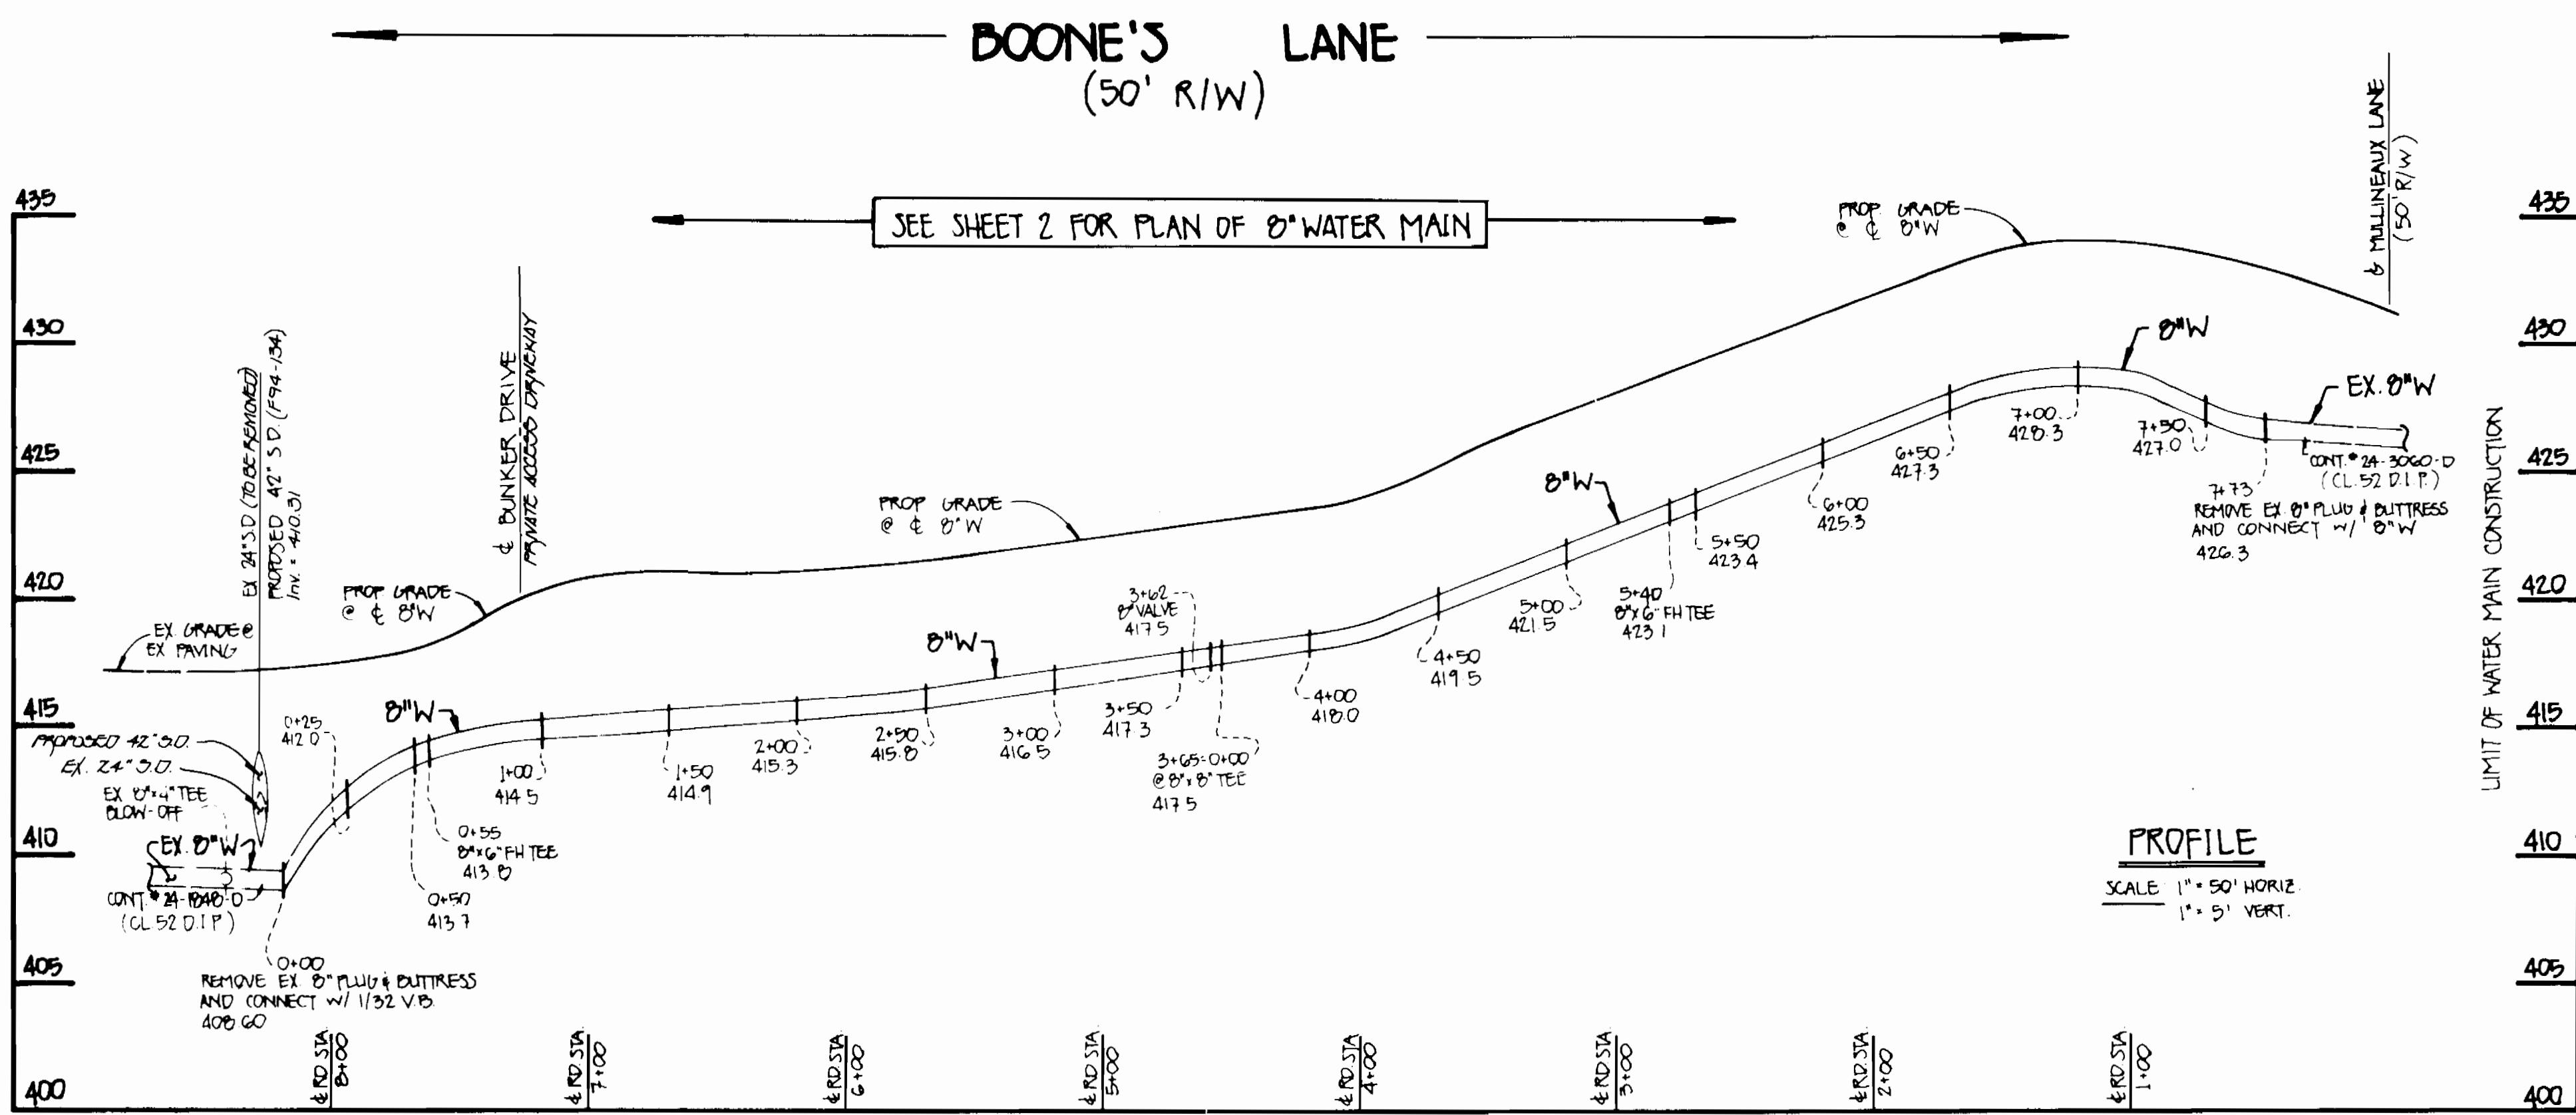 BOONE'S LANE
(50' R/W)
SEE SHEET 2 FOR PLAN OF 8" WATER MAIN
℄ MULLINEAUX LANE
(50' R/W)
435
430
425
420
415
410
405
400
435
430
425
420
415
410
405
400
EX 24" S.D (TO BE REMOVED)
PROPOSED 42" S.D. (F94-134)
Inv. = 410.31
℄ BUNKER DRIVE
PRIVATE ACCESS DRIVEWAY
EX. GRADE @
EX PAVING
PROP GRADE
@ ℄ 8"W
PROP GRADE
@ ℄ 8"W
PROP. GRADE
@ ℄ 8"W
PROPOSED 42" S.D.
EX. 24" S.D.
EX 8"x4" TEE
BLOW-OFF
EX. 8" W
CONT. # 24-1848-D
(CL 52 D.I.P)
0+00
REMOVE EX. 8" PLUG & BUTTRESS
AND CONNECT W/ 1/32 V.B.
408.60
0+25
412.0
8"W
0+50
413.7
0+55
8"x6" FH TEE
413.8
1+00
414.5
1+50
414.9
2+00
415.3
2+50
415.8
8"W
3+00
416.5
3+50
417.3
3+62
8" VALVE
417.5
3+65=0+00
@ 8"x8" TEE
417.5
4+00
418.0
4+50
419.5
5+00
421.5
8"W
5+40
8"x6" FH TEE
423.1
5+50
423.4
6+00
425.3
6+50
427.3
7+00
428.3
8"W
7+50
427.0
EX. 8"W
CONT. # 24-3060-D
(CL. 52 D.I.P.)
7+73
REMOVE EX. 8" PLUG & BUTTRESS
AND CONNECT W/ 8"W
426.3
LIMIT OF WATER MAIN CONSTRUCTION
PROFILE
SCALE 1" = 50' HORIZ.
1" = 5' VERT.
℄ RD. STA
8+00
℄ RD. STA
7+00
℄ RD. STA
6+00
℄ RD. STA
5+00
℄ RD. STA
4+00
℄ RD. STA
3+00
℄ RD. STA
2+00
℄ RD. STA
1+00